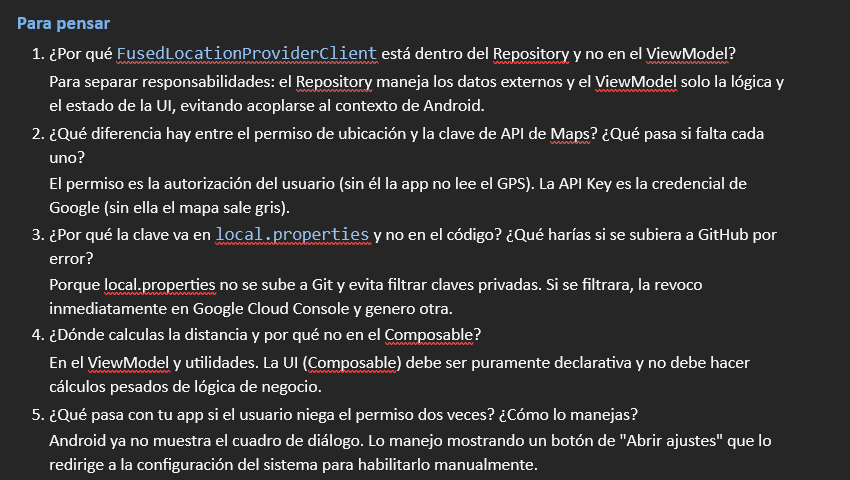 Para pensar
1. ¿Por qué FusedLocationProviderClient está dentro del Repository y no en el ViewModel?
Para separar responsabilidades: el Repository maneja los datos externos y el ViewModel solo la lógica y
el estado de la UI, evitando acoplarse al contexto de Android.
2. ¿Qué diferencia hay entre el permiso de ubicación y la clave de API de Maps? ¿Qué pasa si falta cada
uno?
El permiso es la autorización del usuario (sin él la app no lee el GPS). La API Key es la credencial de
Google (sin ella el mapa sale gris).
3. ¿Por qué la clave va en local.properties y no en el código? ¿Qué harías si se subiera a GitHub por
error?
Porque local.properties no se sube a Git y evita filtrar claves privadas. Si se filtrara, la revoco
inmediatamente en Google Cloud Console y genero otra.
4. ¿Dónde calculas la distancia y por qué no en el Composable?
En el ViewModel y utilidades. La UI (Composable) debe ser puramente declarativa y no debe hacer
cálculos pesados de lógica de negocio.
5. ¿Qué pasa con tu app si el usuario niega el permiso dos veces? ¿Cómo lo manejas?
Android ya no muestra el cuadro de diálogo. Lo manejo mostrando un botón de "Abrir ajustes" que lo
redirige a la configuración del sistema para habilitarlo manualmente.